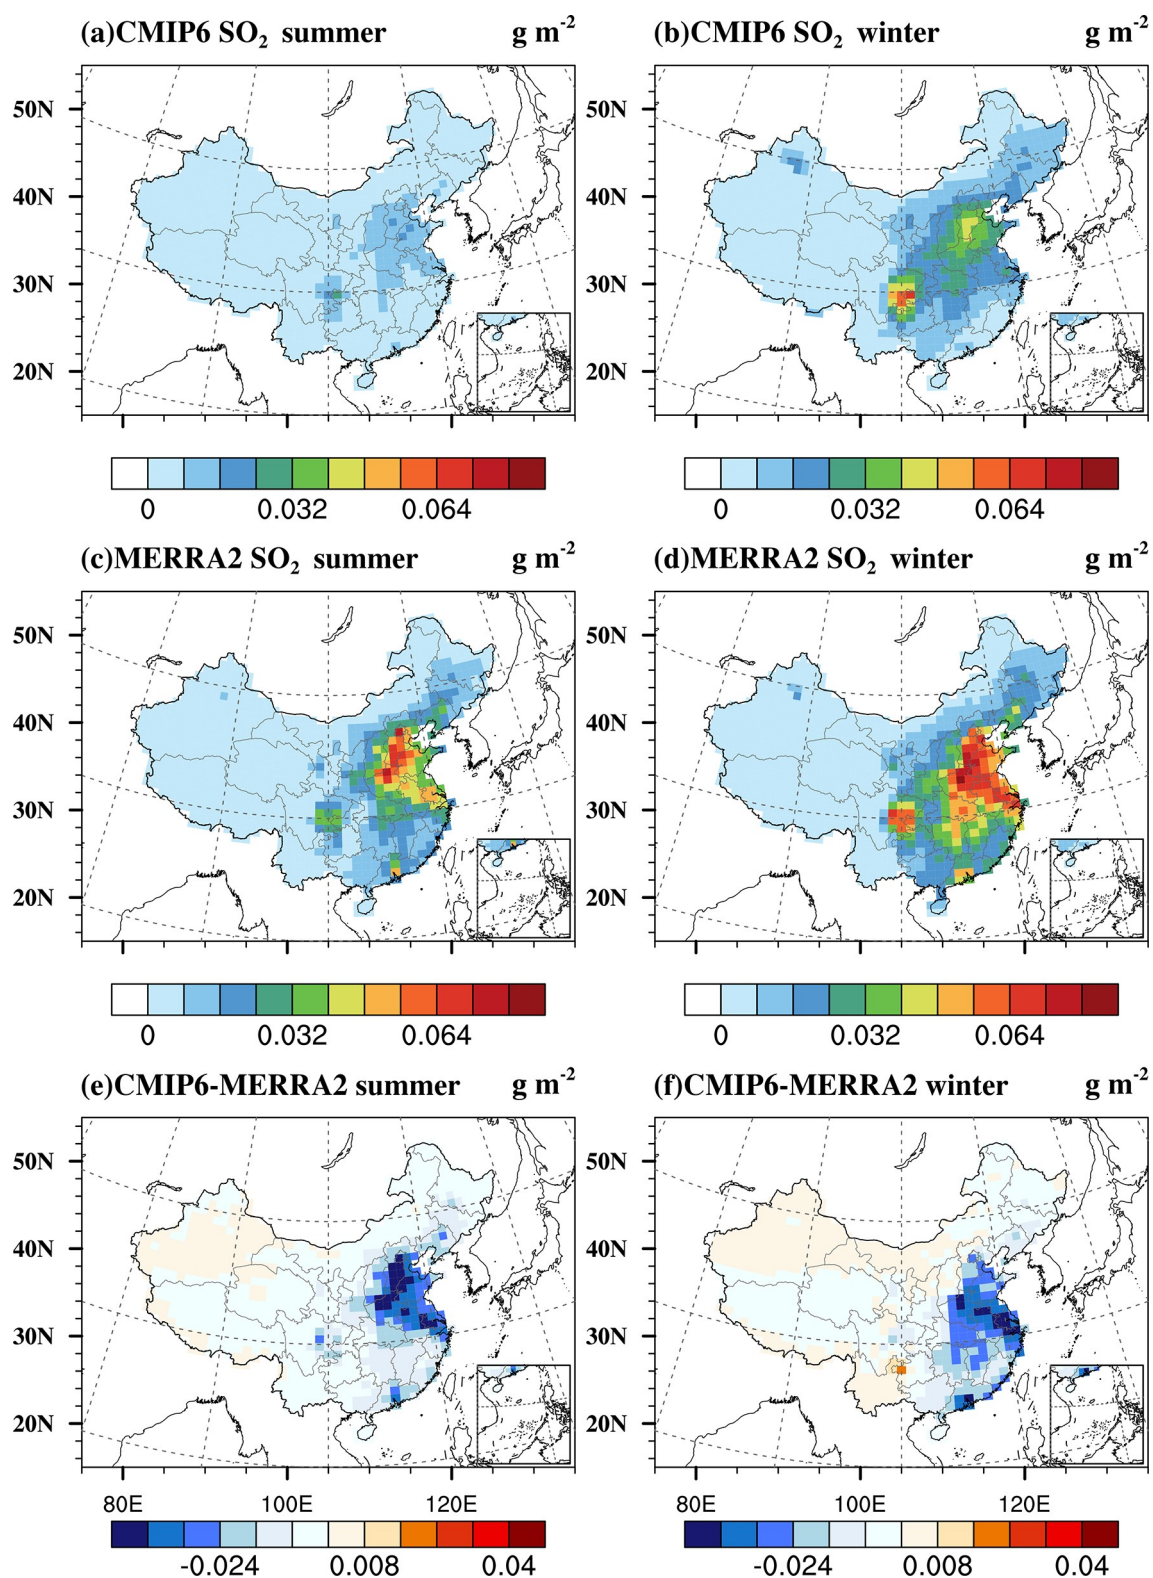 (a)CMIP6 SO₂ summer g m⁻² (b)CMIP6 SO₂ winter g m⁻²
50N 50N
40N 40N
30N 30N
20N 20N
0 0.032 0.064 0 0.032 0.064
(c)MERRA2 SO₂ summer g m⁻² (d)MERRA2 SO₂ winter g m⁻²
50N 50N
40N 40N
30N 30N
20N 20N
0 0.032 0.064 0 0.032 0.064
(e)CMIP6-MERRA2 summer g m⁻² (f)CMIP6-MERRA2 winter g m⁻²
50N 50N
40N 40N
30N 30N
20N 20N
80E 100E 120E 80E 100E 120E
-0.024 0.008 0.04 -0.024 0.008 0.04